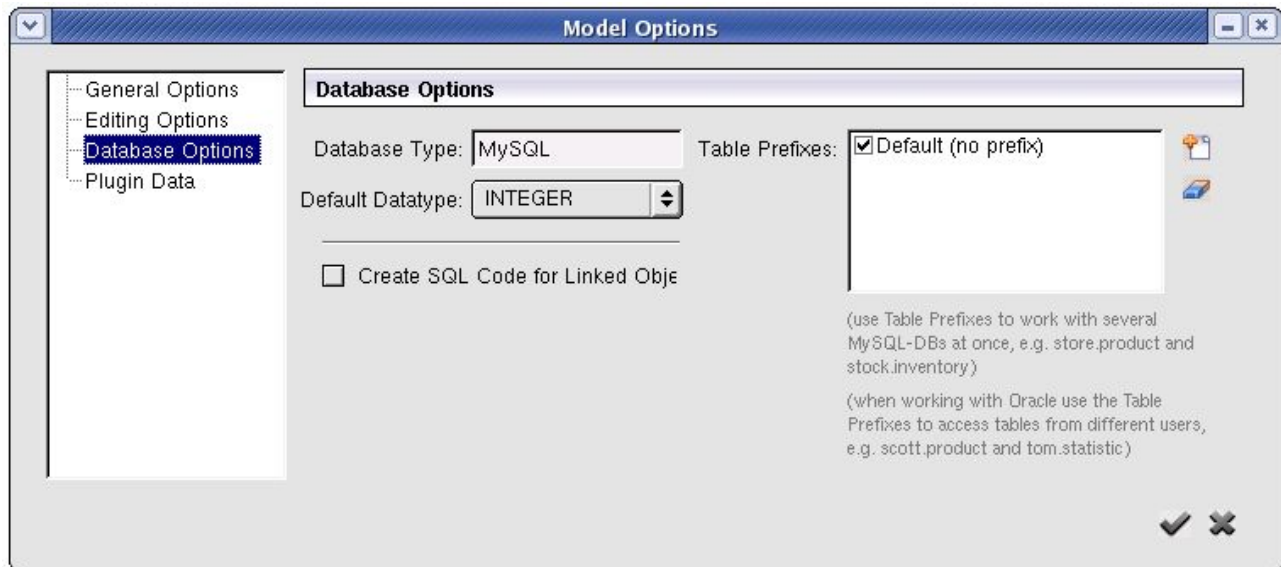 Model Options
General Options
Editing Options
Database Options
Plugin Data
Database Options
Database Type: MySQL
Default Datatype: INTEGER
Create SQL Code for Linked Obje
Table Prefixes:
Default (no prefix)
(use Table Prefixes to work with several
MySQL-DBs at once, e.g. store.product and
stock.inventory)
(when working with Oracle use the Table
Prefixes to access tables from different users,
e.g. scott.product and tom.statistic)